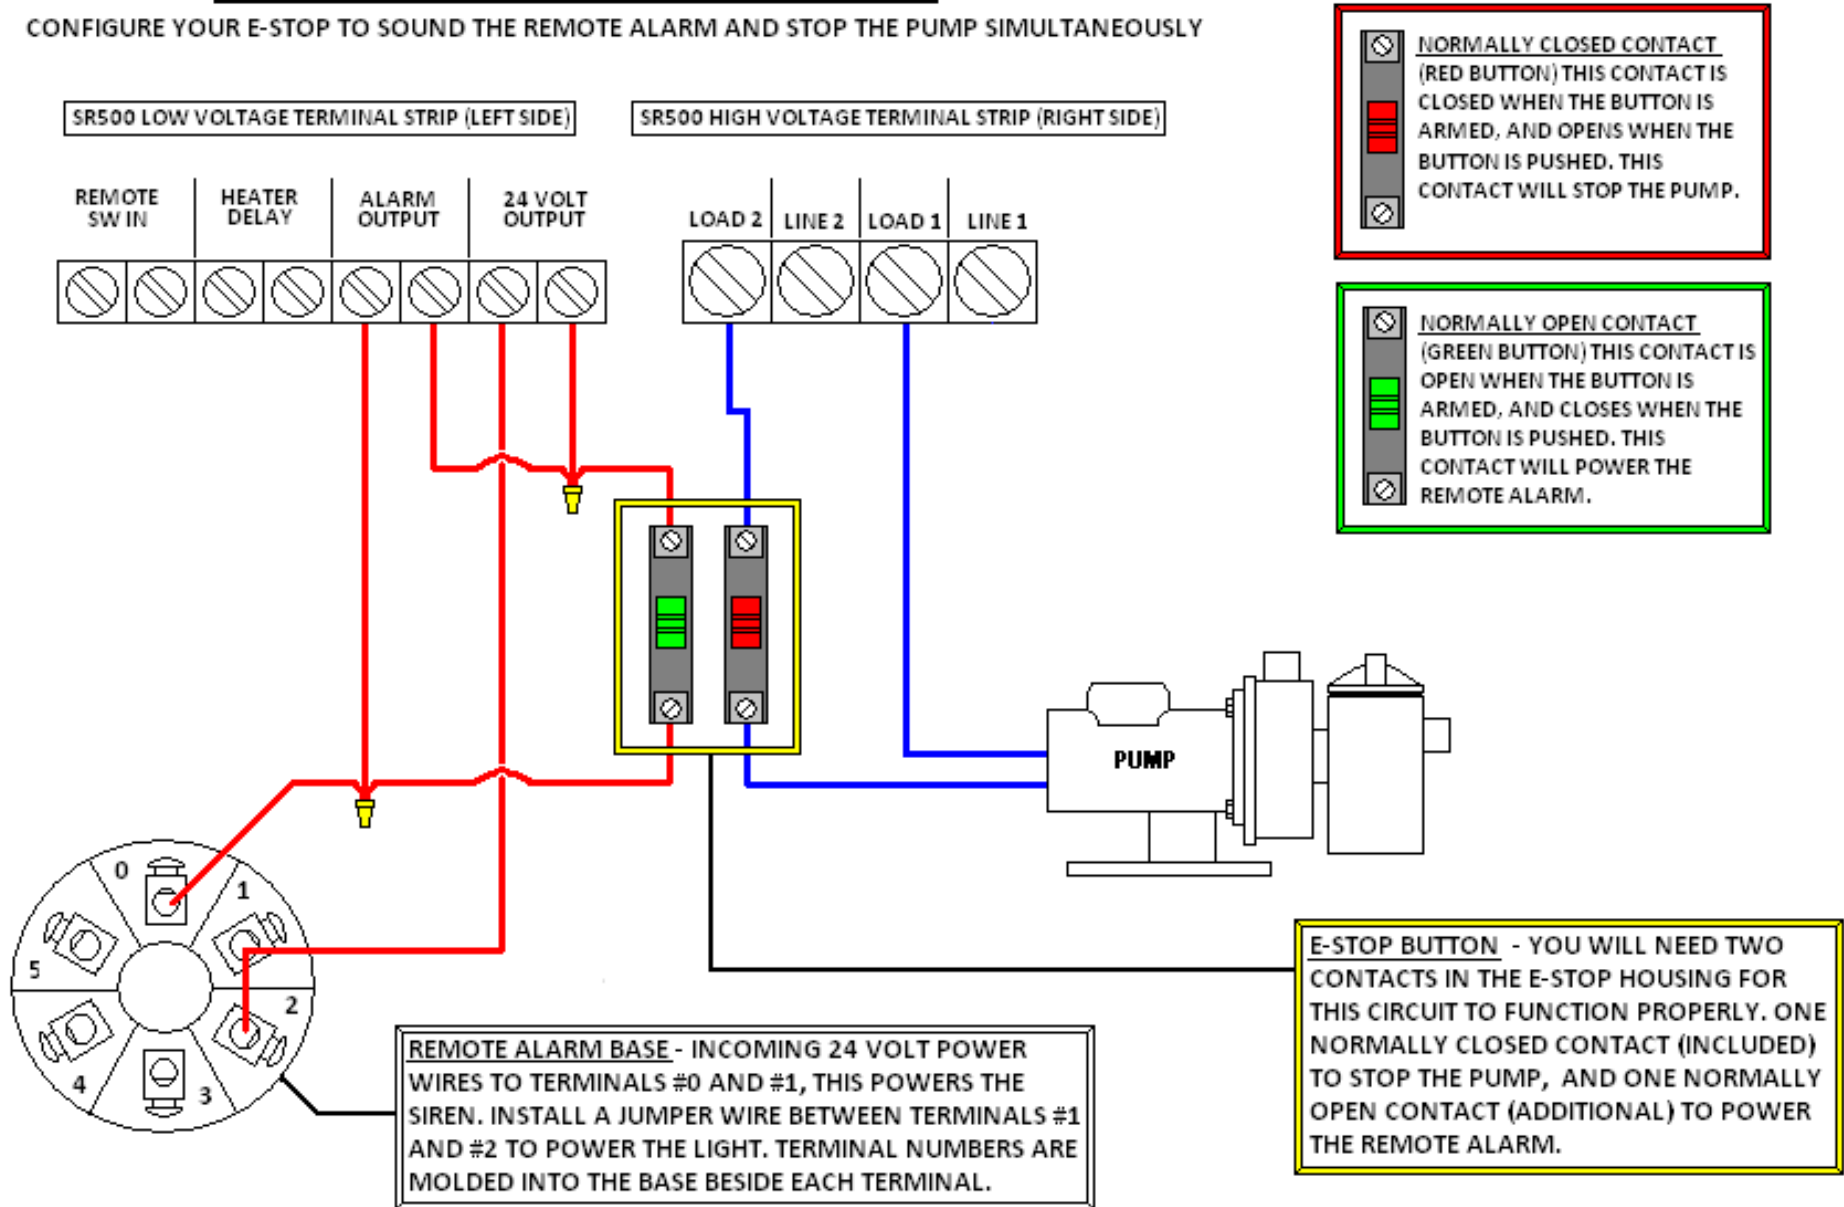 CONFIGURE YOUR E-STOP TO SOUND THE REMOTE ALARM AND STOP THE PUMP SIMULTANEOUSLY
SR500 LOW VOLTAGE TERMINAL STRIP (LEFT SIDE)
SR500 HIGH VOLTAGE TERMINAL STRIP (RIGHT SIDE)
REMOTE
SW IN
HEATER
DELAY
ALARM
OUTPUT
24 VOLT
OUTPUT
LOAD 2
LINE 2
LOAD 1
LINE 1
NORMALLY CLOSED CONTACT
(RED BUTTON) THIS CONTACT IS
CLOSED WHEN THE BUTTON IS
ARMED, AND OPENS WHEN THE
BUTTON IS PUSHED. THIS
CONTACT WILL STOP THE PUMP.
NORMALLY OPEN CONTACT
(GREEN BUTTON) THIS CONTACT IS
OPEN WHEN THE BUTTON IS
ARMED, AND CLOSES WHEN THE
BUTTON IS PUSHED. THIS
CONTACT WILL POWER THE
REMOTE ALARM.
PUMP
0
1
2
3
4
5
REMOTE ALARM BASE - INCOMING 24 VOLT POWER
WIRES TO TERMINALS #0 AND #1, THIS POWERS THE
SIREN. INSTALL A JUMPER WIRE BETWEEN TERMINALS #1
AND #2 TO POWER THE LIGHT. TERMINAL NUMBERS ARE
MOLDED INTO THE BASE BESIDE EACH TERMINAL.
E-STOP BUTTON - YOU WILL NEED TWO
CONTACTS IN THE E-STOP HOUSING FOR
THIS CIRCUIT TO FUNCTION PROPERLY. ONE
NORMALLY CLOSED CONTACT (INCLUDED)
TO STOP THE PUMP, AND ONE NORMALLY
OPEN CONTACT (ADDITIONAL) TO POWER
THE REMOTE ALARM.